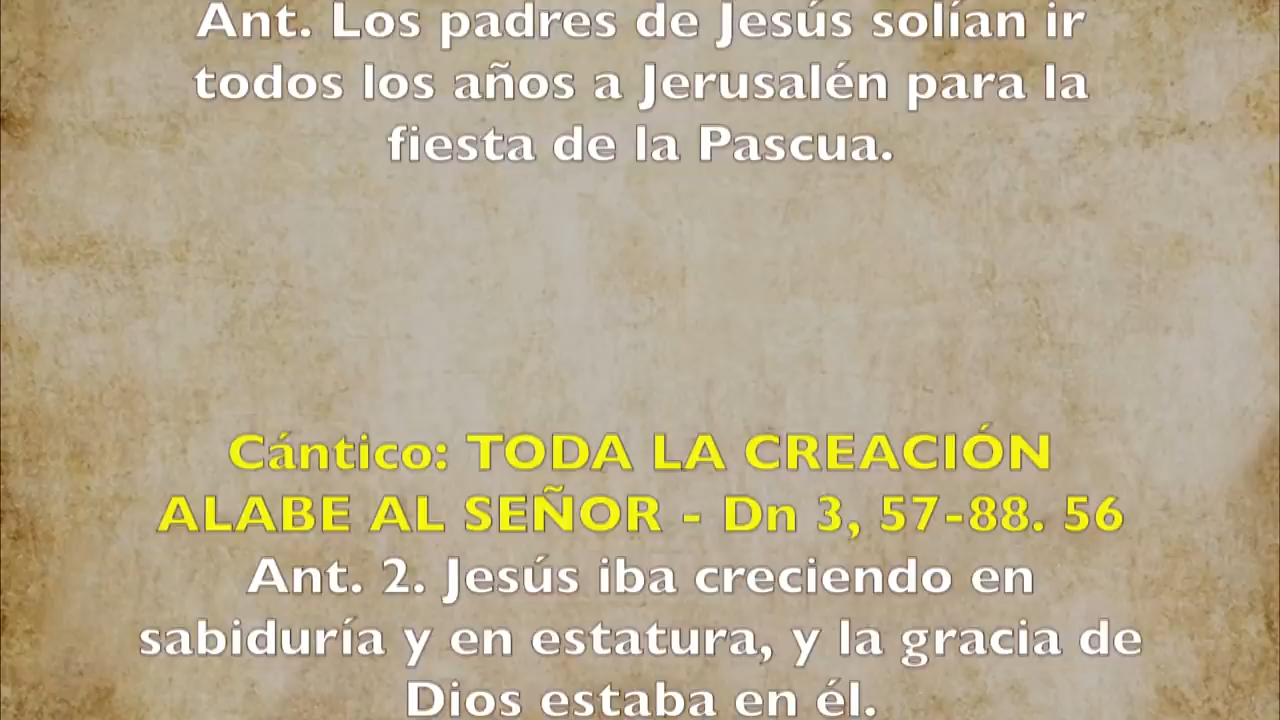 Ant. Los padres de Jesús solían ir
todos los años a Jerusalén para la
fiesta de la Pascua.
Cántico: TODA LA CREACIÓN
ALABE AL SEÑOR - Dn 3, 57-88. 56
Ant. 2. Jesús iba creciendo en
sabiduría y en estatura, y la gracia de
Dios estaba en él.